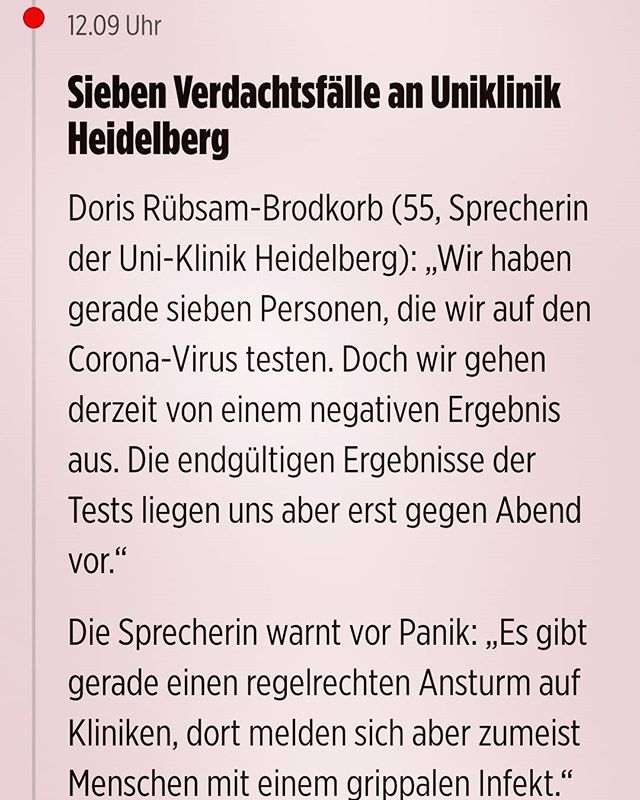 12.09 Uhr
Sieben Verdachtsfälle an Uniklinik
Heidelberg
Doris Rübsam-Brodkorb (55, Sprecherin
der Uni-Klinik Heidelberg): „Wir haben
gerade sieben Personen, die wir auf den
Corona-Virus testen. Doch wir gehen
derzeit von einem negativen Ergebnis
aus. Die endgültigen Ergebnisse der
Tests liegen uns aber erst gegen Abend
vor.“
Die Sprecherin warnt vor Panik: „Es gibt
gerade einen regelrechten Ansturm auf
Kliniken, dort melden sich aber zumeist
Menschen mit einem grippalen Infekt.“